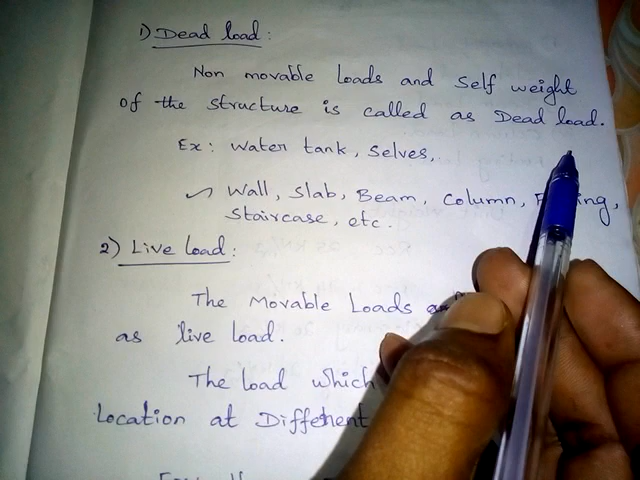 1) Dead load:
Non movable Loads and Self weight
of the structure is called as Dead load.
Ex: Water tank, Selves,
Wall, Slab, Beam, Column,
Staircase, etc.
2) Live load:
The Movable Loads
as live load.
The load which
Location at Different